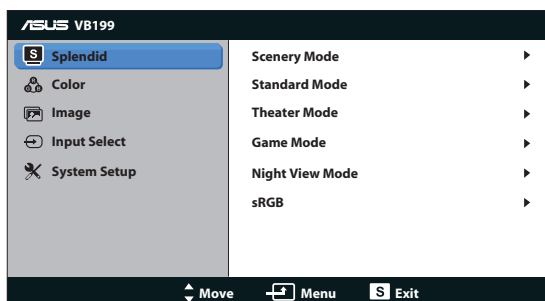 ASUS VB199
S Splendid
Color
Image
Input Select
System Setup
Scenery Mode
Standard Mode
Theater Mode
Game Mode
Night View Mode
sRGB
Move Menu S Exit